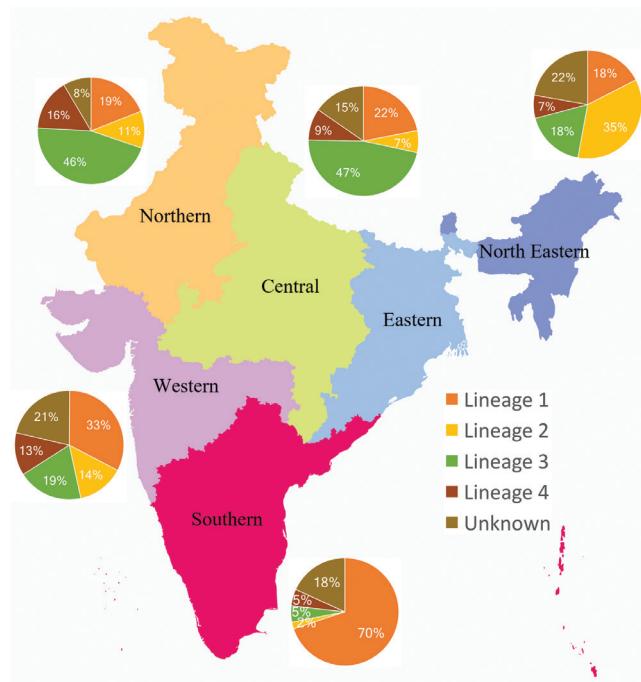 8%
19%
16%
11%
46%
15%
22%
9%
7%
47%
22%
18%
7%
18%
35%
Northern
North Eastern
Central
Eastern
Western
21%
33%
13%
19%
14%
Lineage 1
Lineage 2
Lineage 3
Lineage 4
Unknown
Southern
18%
5%
5%
2%
70%